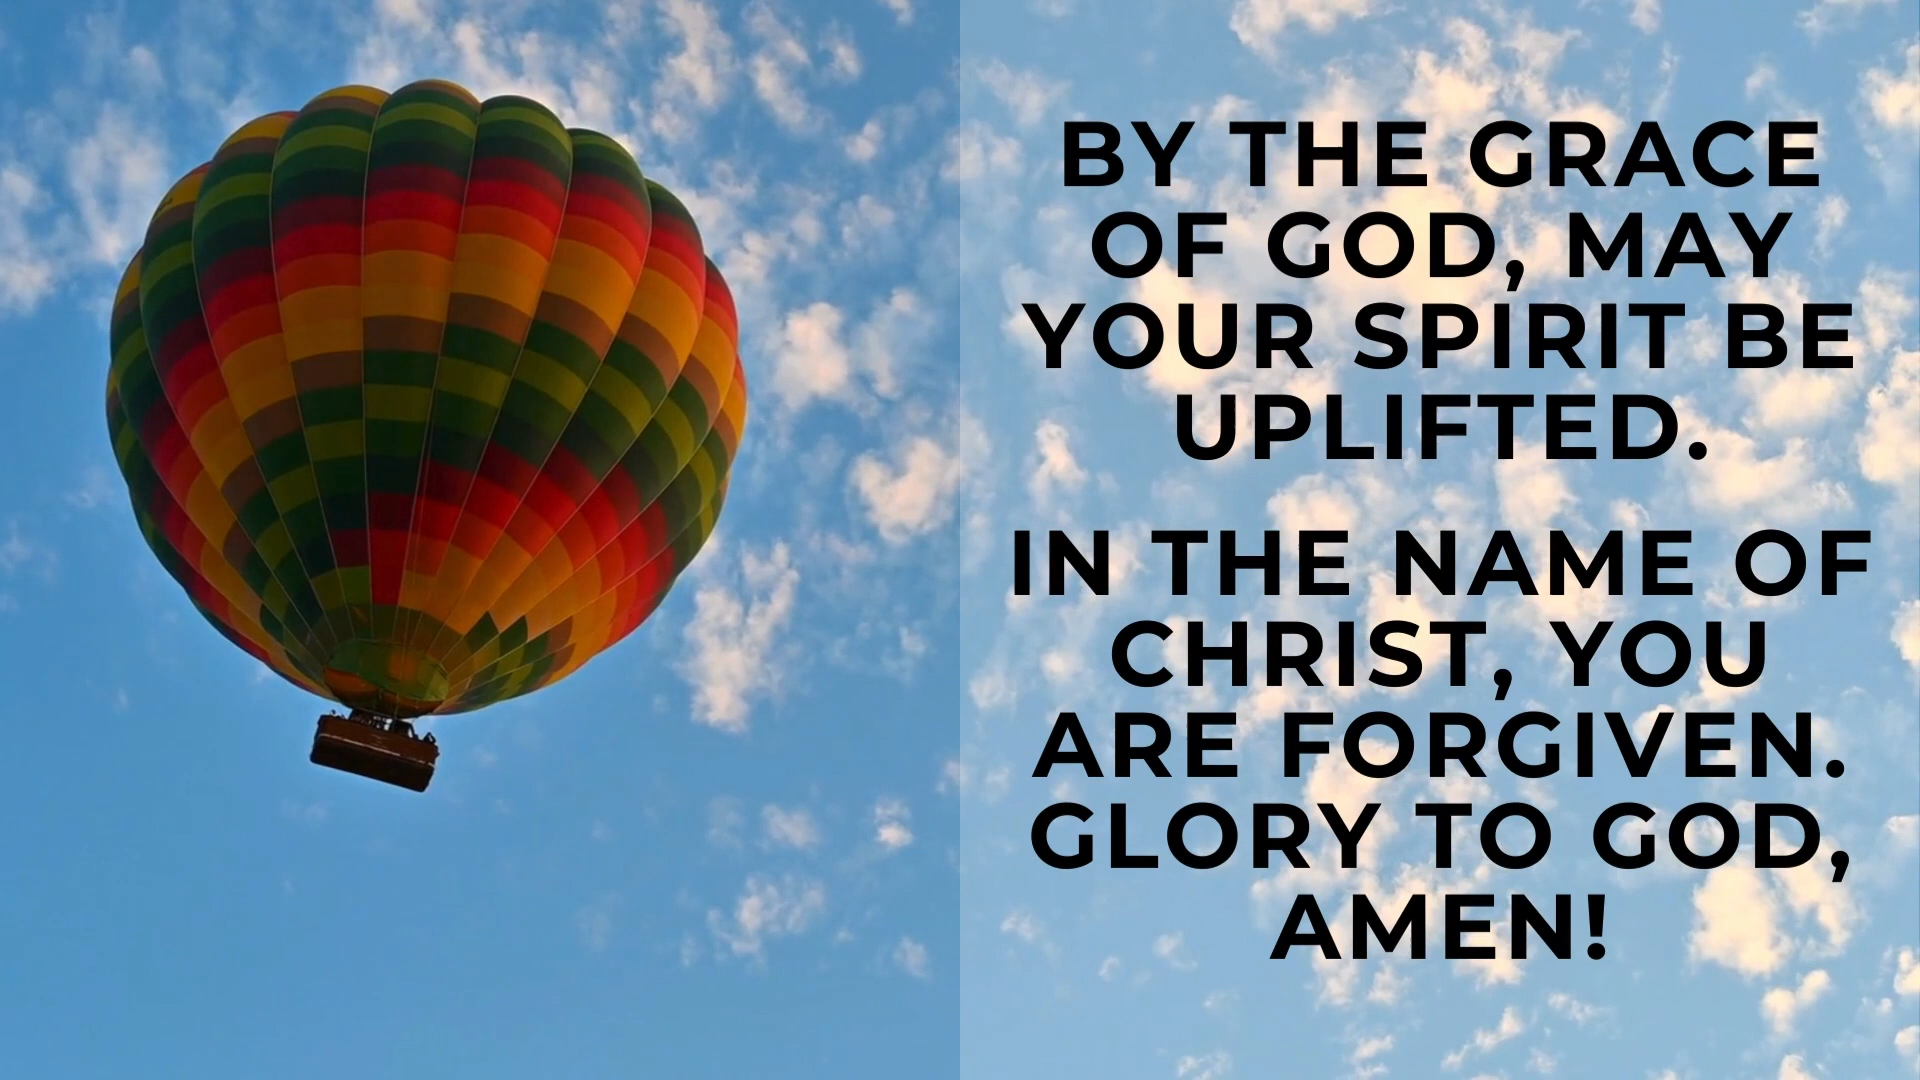 BY THE GRACE
OF GOD, MAY
YOUR SPIRIT BE
UPLIFTED.
IN THE NAME OF
CHRIST, YOU
ARE FORGIVEN.
GLORY TO GOD,
AMEN!